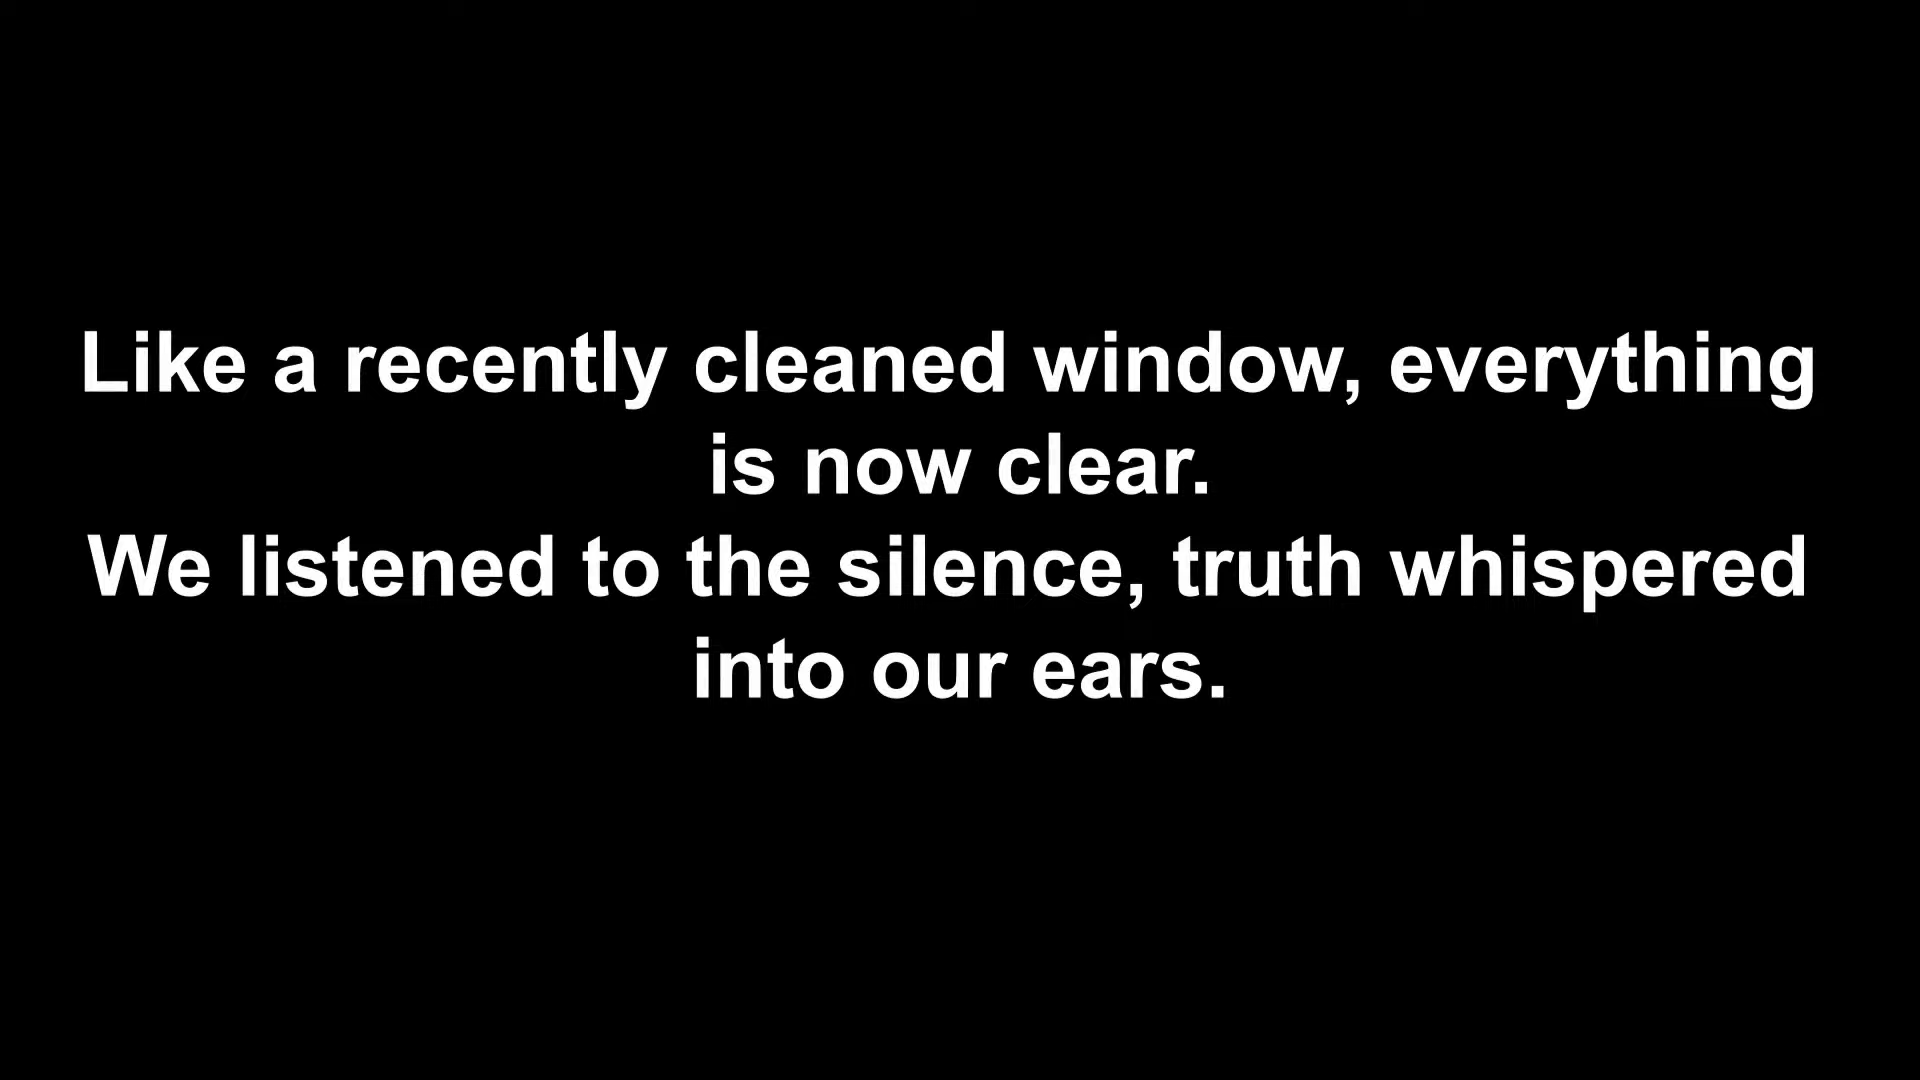 Like a recently cleaned window, everything
is now clear.
We listened to the silence, truth whispered
into our ears.